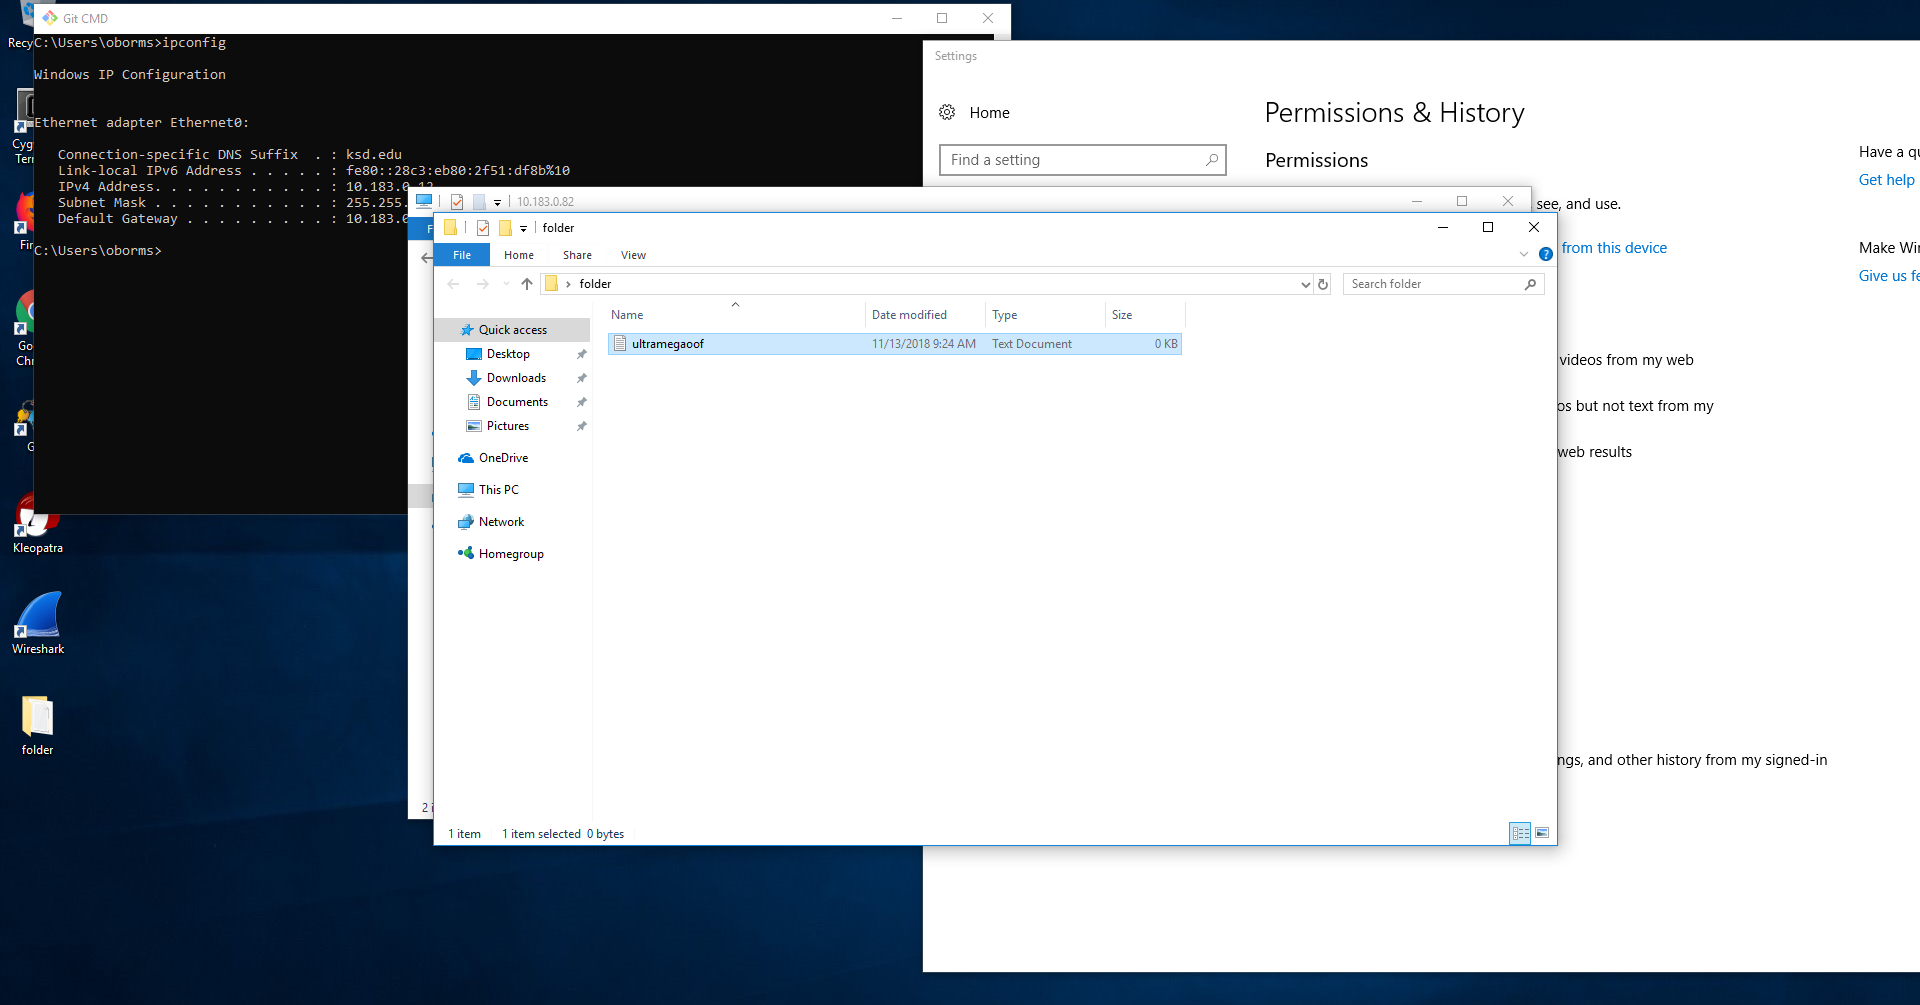 Git CMD
C:\Users\oborms>ipconfig
Windows IP Configuration
Ethernet adapter Ethernet0:
Connection-specific DNS Suffix  . : ksd.edu
Link-local IPv6 Address . . . . . : fe80::28c3:eb80:2f51:df8b%10
IPv4 Address. . . . . . . . . . . :
Subnet Mask . . . . . . . . . . . : 255.255.
Default Gateway . . . . . . . . . : 10.183.0
C:\Users\oborms>
Recy
Cyg
Ter
Fir
Go
Chr
G
Kleopatra
Wireshark
folder
Settings
Home
Find a setting
Permissions & History
Permissions
see, and use.
from this device
videos from my web
os but not text from my
web results
ngs, and other history from my signed-in
Have a qu
Get help
Make Win
Give us fe
10.183.0.82
F
2 i
folder
File Home Share View
?
folder
Search folder
Name Date modified Type Size
ultramegaoof 11/13/2018 9:24 AM Text Document 0 KB
Quick access
Desktop
Downloads
Documents
Pictures
OneDrive
This PC
Network
Homegroup
1 item 1 item selected 0 bytes